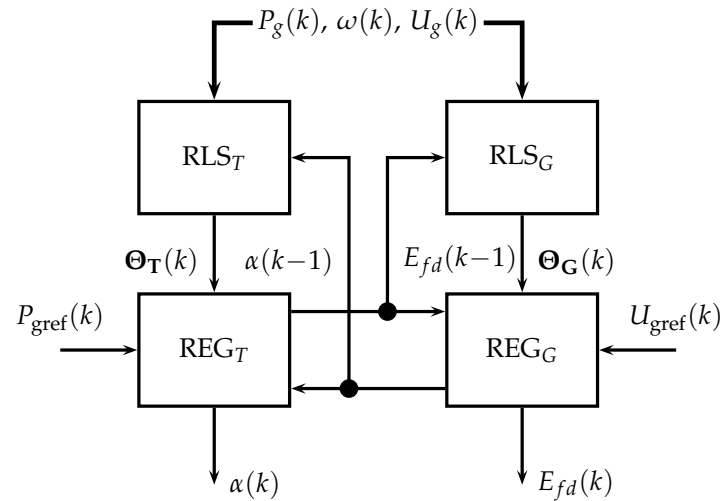 P_g(k), ω(k), U_g(k)
RLS_T RLS_G
Θ_T(k) α(k−1) E_fd(k−1) Θ_G(k)
P_gref(k) U_gref(k)
REG_T REG_G
α(k) E_fd(k)